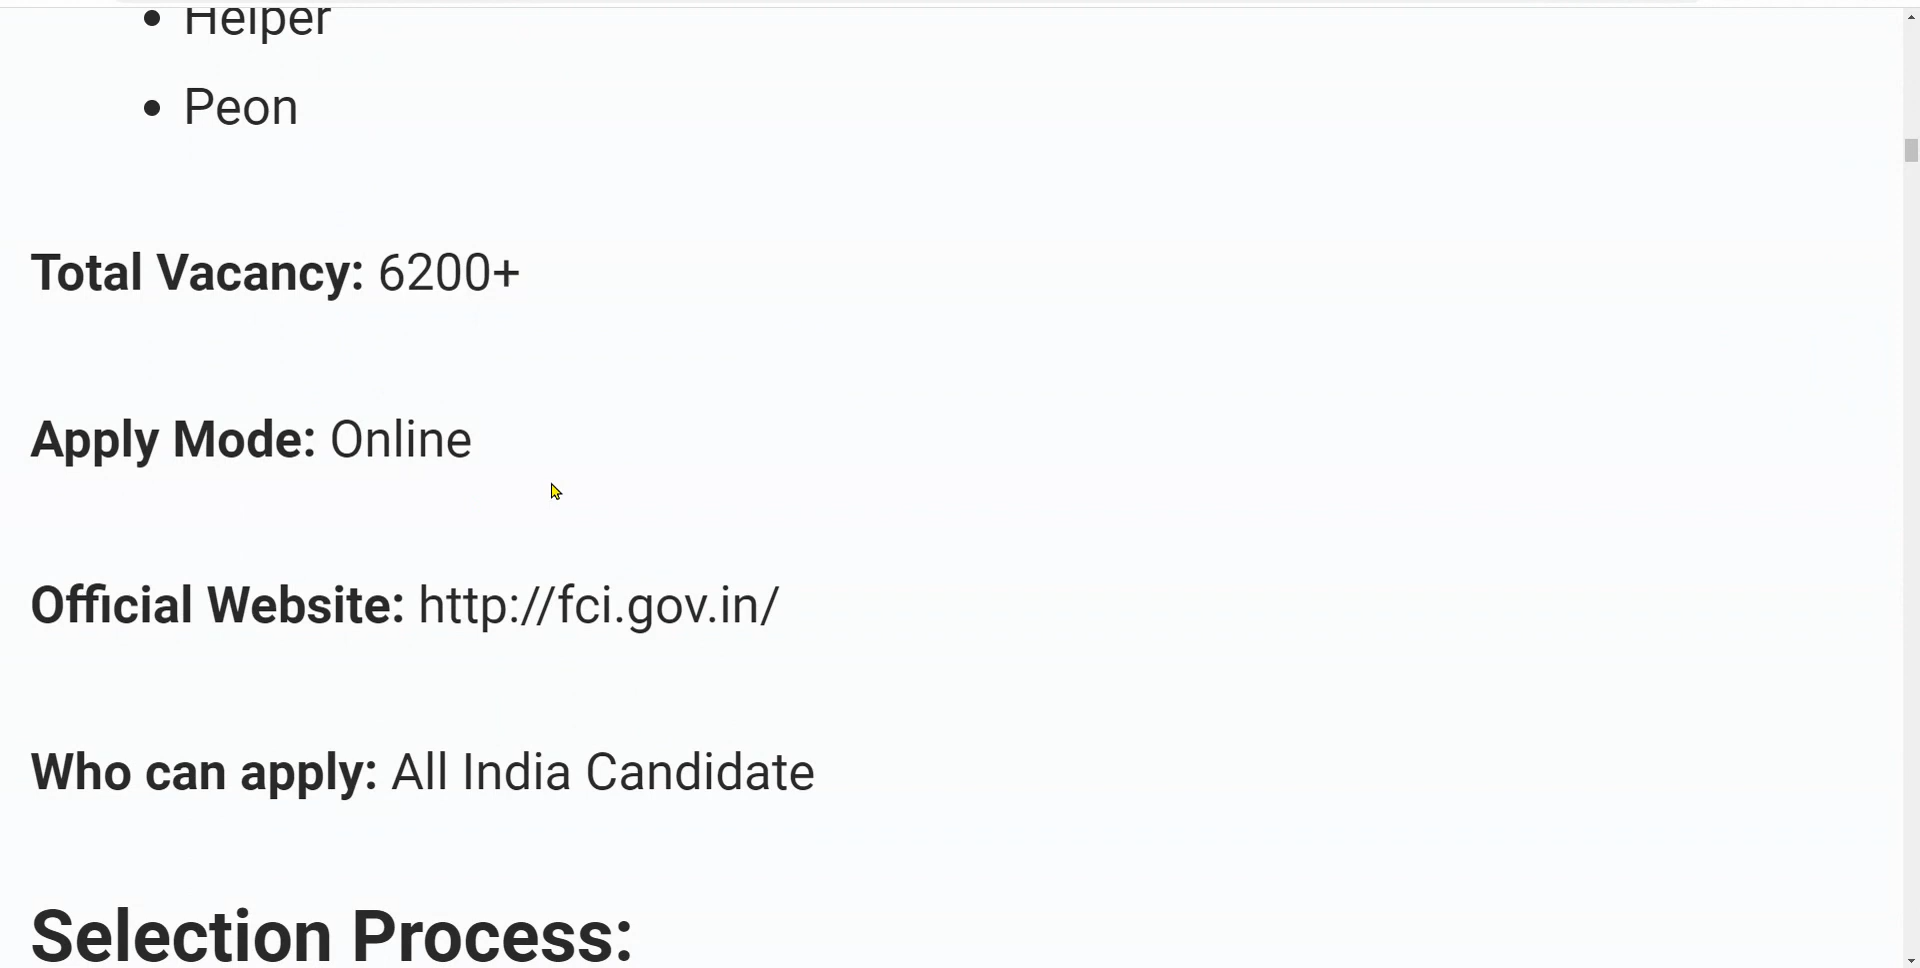 Helper
Peon
Total Vacancy: 6200+
Apply Mode: Online
Official Website: http://fci.gov.in/
Who can apply: All India Candidate
Selection Process: